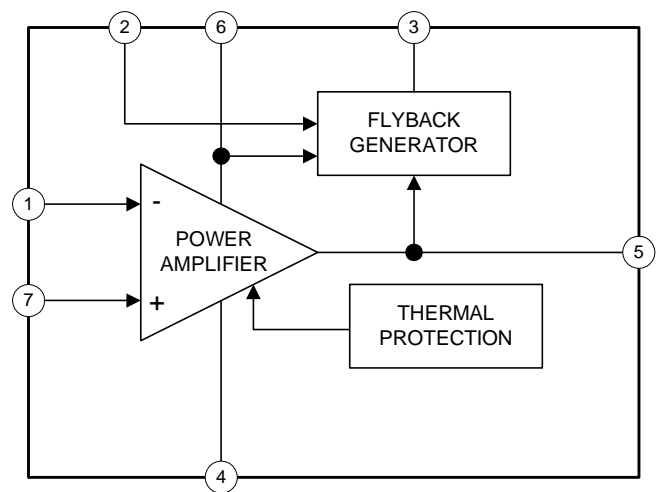 2
6
3
FLYBACK
GENERATOR
1
-
POWER
AMPLIFIER
5
7
+
THERMAL
PROTECTION
4